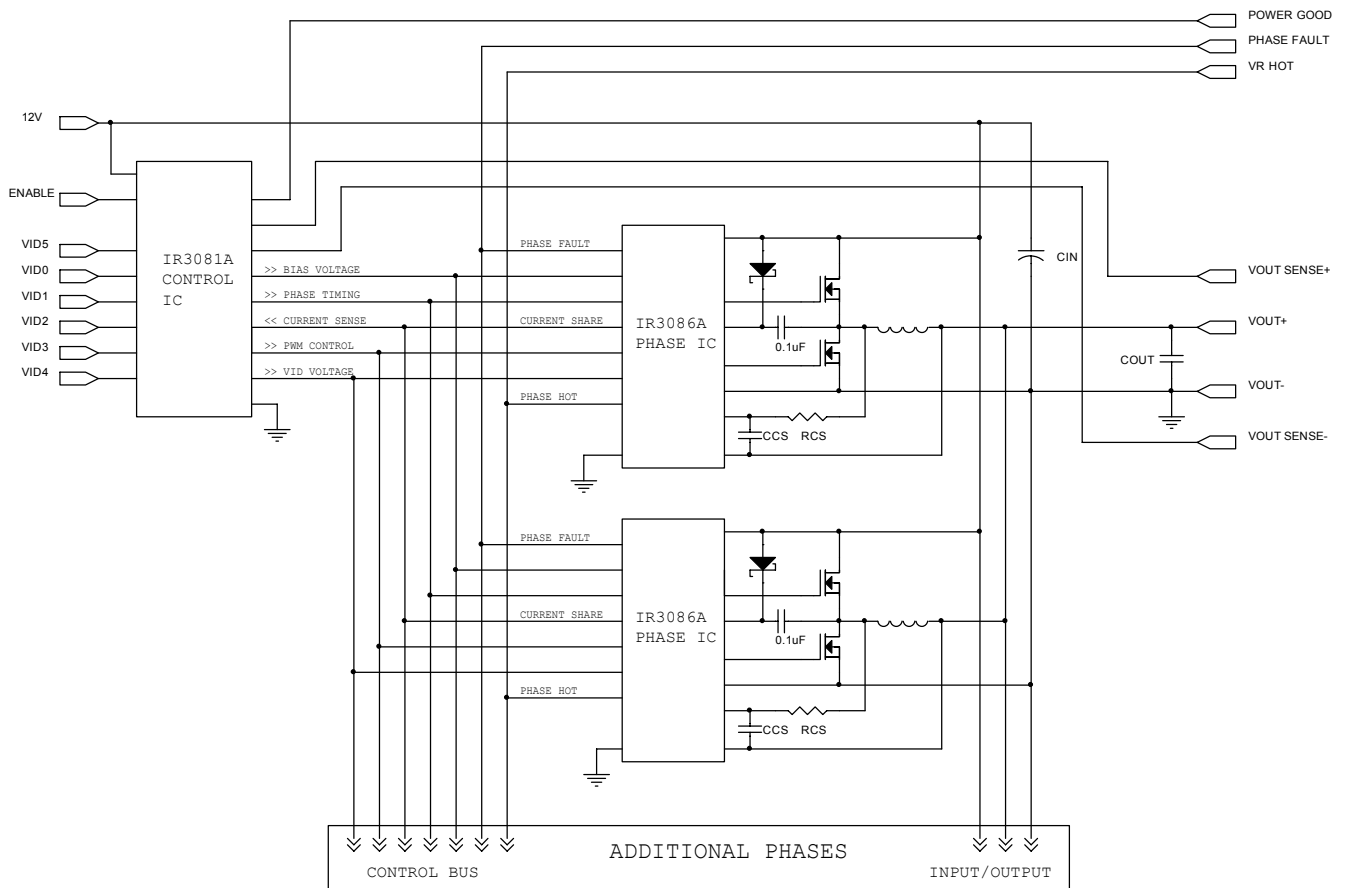 POWER GOOD
PHASE FAULT
VR HOT
12V
ENABLE
VID5
VID0
VID1
VID2
VID3
VID4
IR3081A
CONTROL
IC
>> BIAS VOLTAGE
>> PHASE TIMING
<< CURRENT SENSE
>> PWM CONTROL
>> VID VOLTAGE
PHASE FAULT
CURRENT SHARE
PHASE HOT
IR3086A
PHASE IC
0.1uF
CCS RCS
CIN
COUT
VOUT SENSE+
VOUT+
VOUT-
VOUT SENSE-
PHASE FAULT
CURRENT SHARE
PHASE HOT
IR3086A
PHASE IC
0.1uF
CCS RCS
ADDITIONAL PHASES
CONTROL BUS
INPUT/OUTPUT